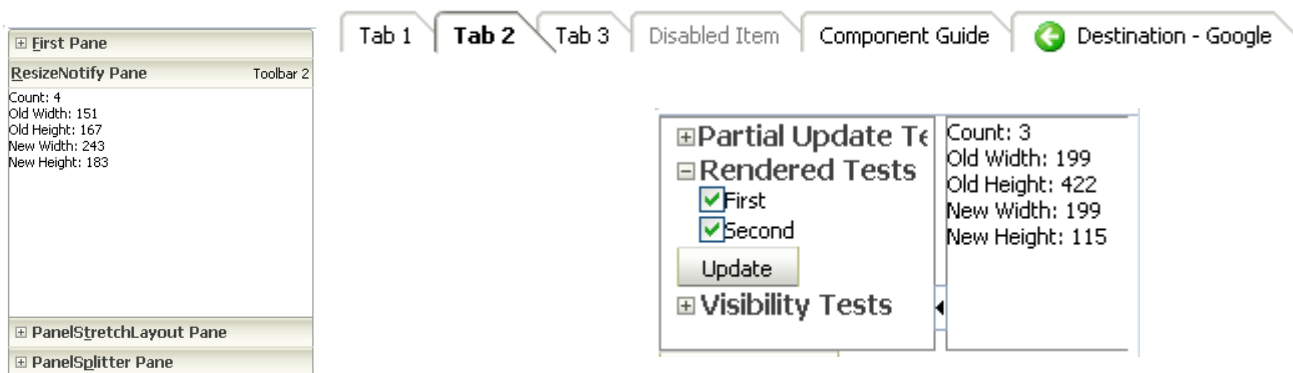 First Pane
ResizeNotify Pane Toolbar 2
Count: 4
Old Width: 151
Old Height: 167
New Width: 243
New Height: 183
PanelStretchLayout Pane
PanelSplitter Pane
Tab 1 Tab 2 Tab 3 Disabled Item Component Guide Destination - Google
Partial Update Te
Rendered Tests
First
Second
Update
Visibility Tests
Count: 3
Old Width: 199
Old Height: 422
New Width: 199
New Height: 115